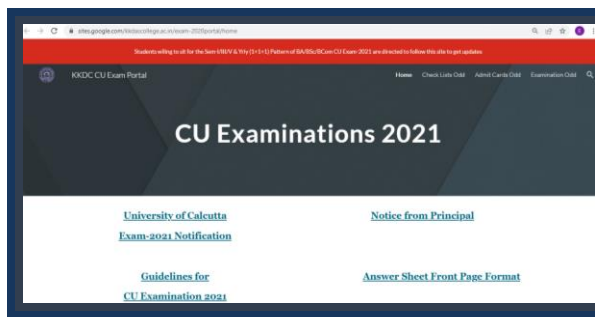 sites.google.com/kkdascollege.ac.in/exam-2020portal/home
Students willing to sit for the Sem-I/III/V & Yrly (1+1+1) Pattern of BA/BSc/BCom CU Exam-2021 are directed to follow this site to get updates
KKDC CU Exam Portal
Home Check Lists Odd Admit Cards Odd Examination Odd
CU Examinations 2021
University of Calcutta
Exam-2021 Notification
Notice from Principal
Guidelines for
CU Examination 2021
Answer Sheet Front Page Format